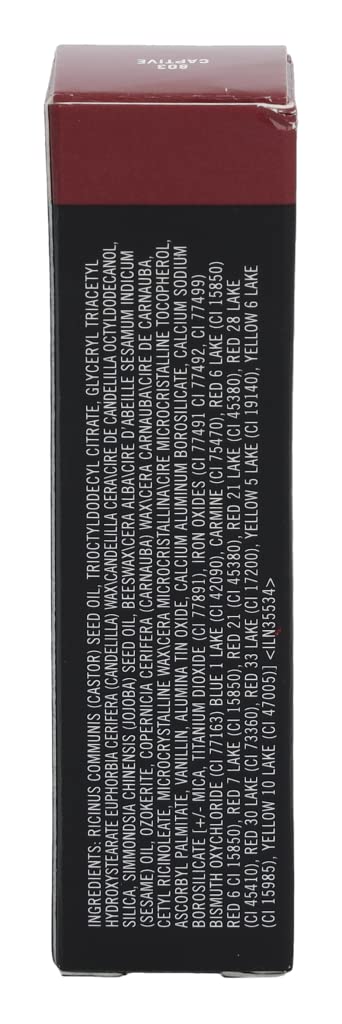 603
CAPTIVE
INGREDIENTS: RICINUS COMMUNIS (CASTOR) SEED OIL, TRIOCTYLDODECYL CITRATE, GLYCERYL TRIACETYL
HYDROXYSTEARATE EUPHORBIA CERIFERA (CANDELILLA) WAX\CANDELILLA CERA\CIRE DE CANDELILLA OCTYLDODECANOL,
SILICA, SIMMONDSIA CHINENSIS (JOJOBA) SEED OIL, BEESWAX\CERA ALBA\CIRE D'ABEILLE SESAMUM INDICUM
(SESAME) OIL, OZOKERITE, COPERNICIA CERIFERA (CARNAUBA) WAX\CERA CARNAUBA\CIRE DE CARNAUBA,
CETYL RICINOLEATE, MICROCRYSTALLINE WAX\CERA MICROCRISTALLINA\CIRE MICROCRISTALLINE TOCOPHEROL,
ASCORBYL PALMITATE, VANILLIN, ALUMINA TIN OXIDE, CALCIUM ALUMINUM BOROSILICATE, CALCIUM SODIUM
BOROSILICATE [+/- MICA, TITANIUM DIOXIDE (CI 77891), IRON OXIDES (CI 77491 CI 77492, CI 77499)
BISMUTH OXYCHLORIDE (CI 77163) BLUE 1 LAKE (CI 42090), CARMINE (CI 75470), RED 6 LAKE (CI 15850)
RED 6 CI 15850), RED 7 LAKE (CI 15850), RED 21 (CI 45380), RED 21 LAKE (CI 45380), RED 28 LAKE
(CI 45410), RED 30 LAKE (CI 73360), RED 33 LAKE (CI 17200), YELLOW 5 LAKE (CI 19140), YELLOW 6 LAKE
(CI 15985), YELLOW 10 LAKE (CI 47005)] <ILN35534>